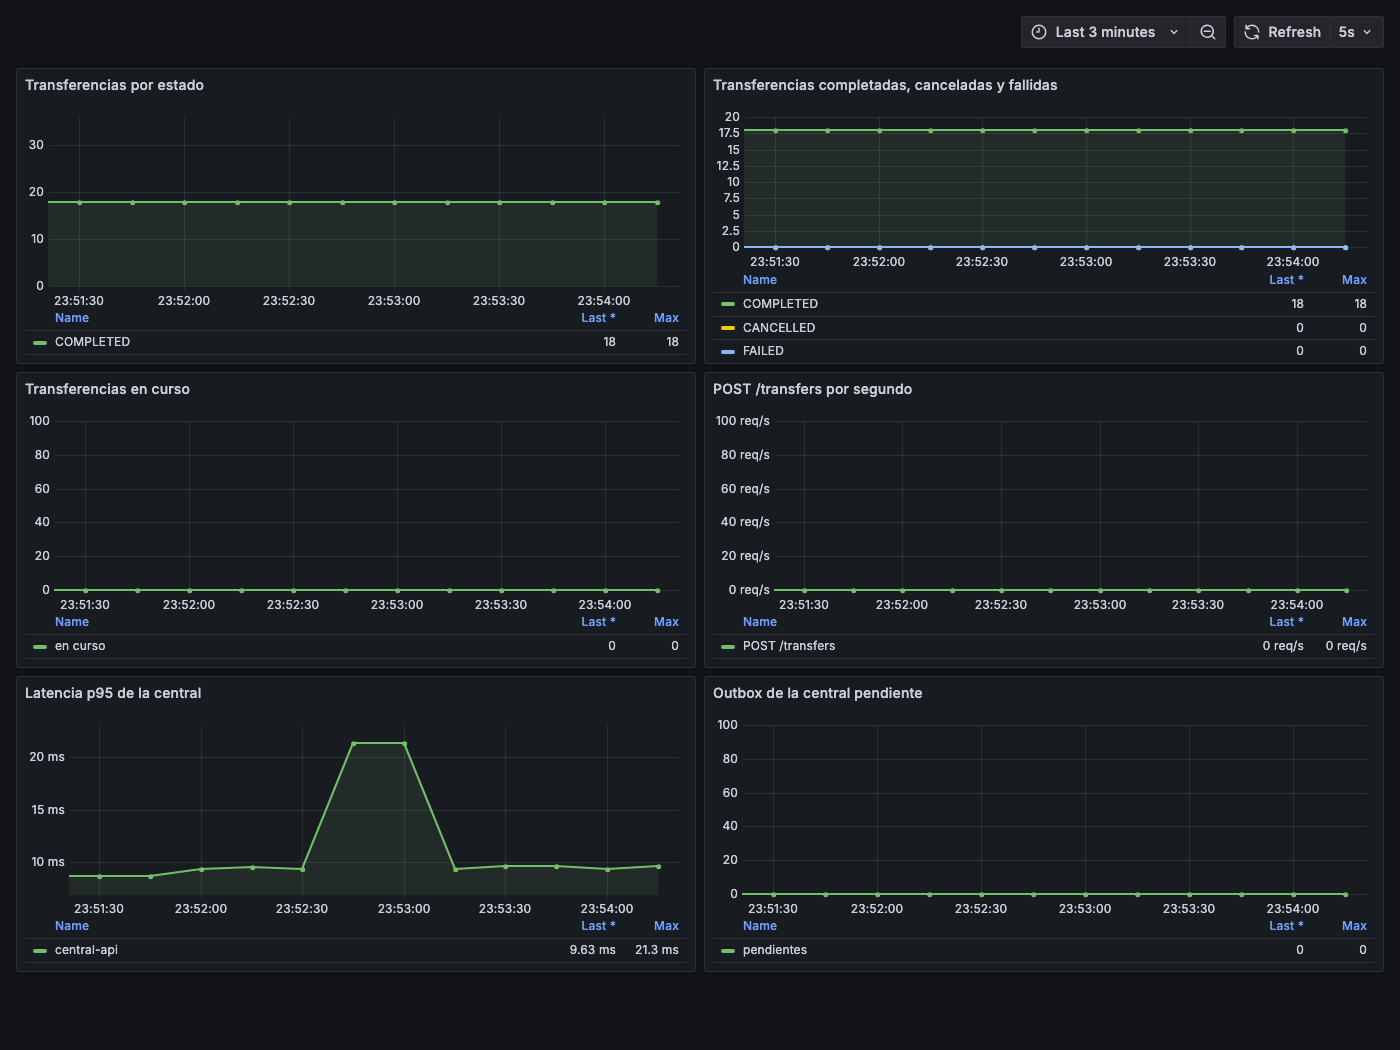 Last 3 minutes
Refresh
5s
Transferencias por estado
30
20
10
0
23:51:30 23:52:00 23:52:30 23:53:00 23:53:30 23:54:00
Name Last * Max
COMPLETED 18 18
Transferencias completadas, canceladas y fallidas
20
17.5
15
12.5
10
7.5
5
2.5
0
23:51:30 23:52:00 23:52:30 23:53:00 23:53:30 23:54:00
Name Last * Max
COMPLETED 18 18
CANCELLED 0 0
FAILED 0 0
Transferencias en curso
100
80
60
40
20
0
23:51:30 23:52:00 23:52:30 23:53:00 23:53:30 23:54:00
Name Last * Max
en curso 0 0
POST /transfers por segundo
100 req/s
80 req/s
60 req/s
40 req/s
20 req/s
0 req/s
23:51:30 23:52:00 23:52:30 23:53:00 23:53:30 23:54:00
Name Last * Max
POST /transfers 0 req/s 0 req/s
Latencia p95 de la central
20 ms
15 ms
10 ms
23:51:30 23:52:00 23:52:30 23:53:00 23:53:30 23:54:00
Name Last * Max
central-api 9.63 ms 21.3 ms
Outbox de la central pendiente
100
80
60
40
20
0
23:51:30 23:52:00 23:52:30 23:53:00 23:53:30 23:54:00
Name Last * Max
pendientes 0 0